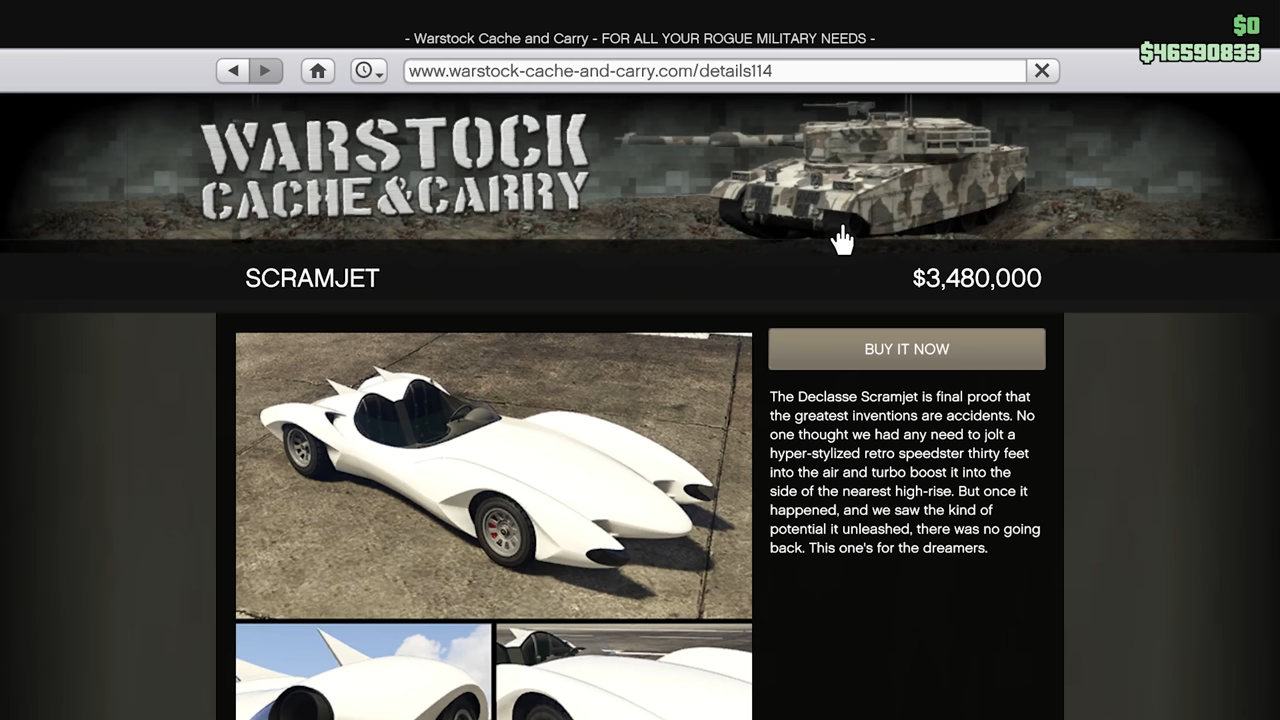 $0
- Warstock Cache and Carry - FOR ALL YOUR ROGUE MILITARY NEEDS -
$46590833
www.warstock-cache-and-carry.com/details114
WARSTOCK
CACHE&CARRY
SCRAMJET
$3,480,000
BUY IT NOW
The Declasse Scramjet is final proof that
the greatest inventions are accidents. No
one thought we had any need to jolt a
hyper-stylized retro speedster thirty feet
into the air and turbo boost it into the
side of the nearest high-rise. But once it
happened, and we saw the kind of
potential it unleashed, there was no going
back. This one's for the dreamers.